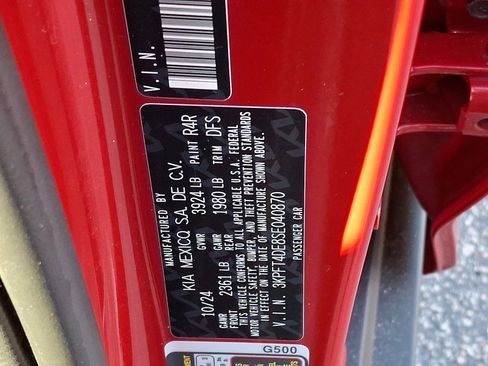 V.I.N.
MANUFACTURED BY
KIA MEXICO, S.A. DE C.V.
10/24 GVWR 3924 LB PAINT R4R
GAWR FRONT 2361 LB GAWR REAR 1980 LB TRIM DFS
THIS VEHICLE CONFORMS TO ALL APPLICABLE U.S.A. FEDERAL
MOTOR VEHICLE SAFETY, BUMPER, AND THEFT PREVENTION STANDARDS
IN EFFECT ON THE DATE OF MANUFACTURE SHOWN ABOVE.
V.I.N. 3KPFT4DE8SE040870
PASSENGER CAR
G500